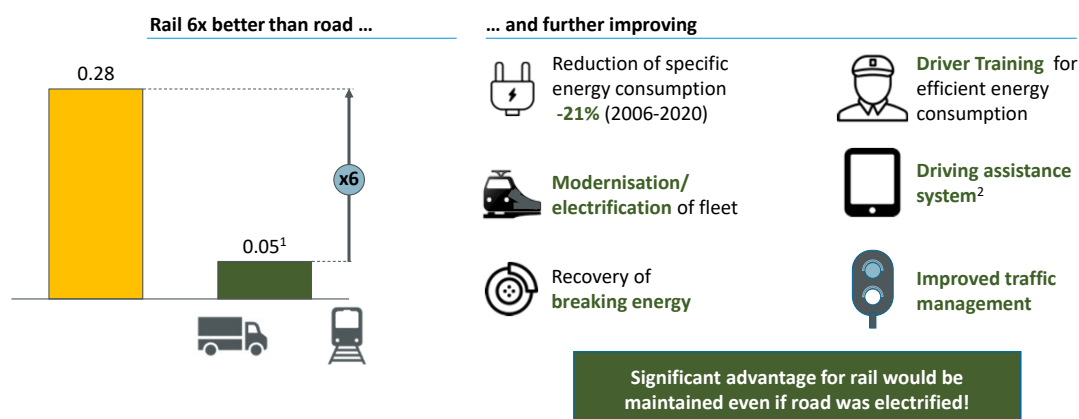 Rail 6x better than road …
0.28
x6
0.05¹
… and further improving
Reduction of specific
energy consumption
-21% (2006-2020)
Modernisation/
electrification of fleet
Recovery of
breaking energy
Driver Training for
efficient energy
consumption
Driving assistance
system²
Improved traffic
management
Significant advantage for rail would be
maintained even if road was electrified!